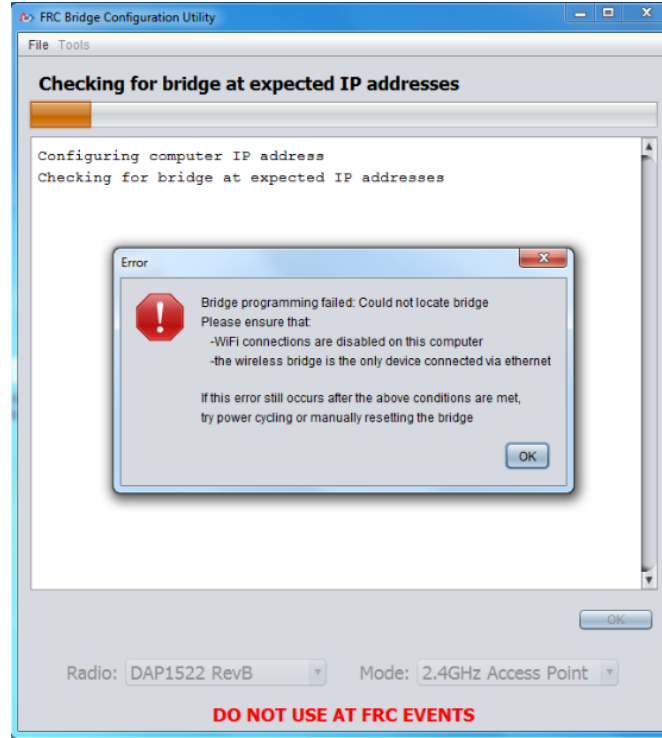 FRC Bridge Configuration Utility
File Tools
Checking for bridge at expected IP addresses
Configuring computer IP address
Checking for bridge at expected IP addresses
Error
Bridge programming failed: Could not locate bridge
Please ensure that:
-WiFi connections are disabled on this computer
-the wireless bridge is the only device connected via ethernet
If this error still occurs after the above conditions are met,
try power cycling or manually resetting the bridge
OK
OK
Radio: DAP1522 RevB Mode: 2.4GHz Access Point
DO NOT USE AT FRC EVENTS